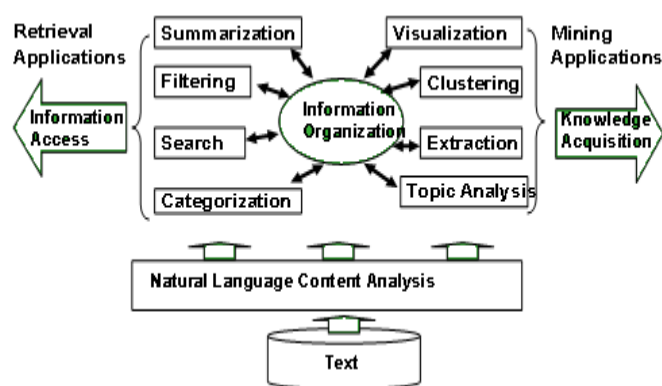 Retrieval
Applications
Summarization
Visualization
Mining
Applications
Filtering
Clustering
Information
Access
Information
Organization
Knowledge
Acquisition
Search
Extraction
Categorization
Topic Analysis
Natural Language Content Analysis
Text